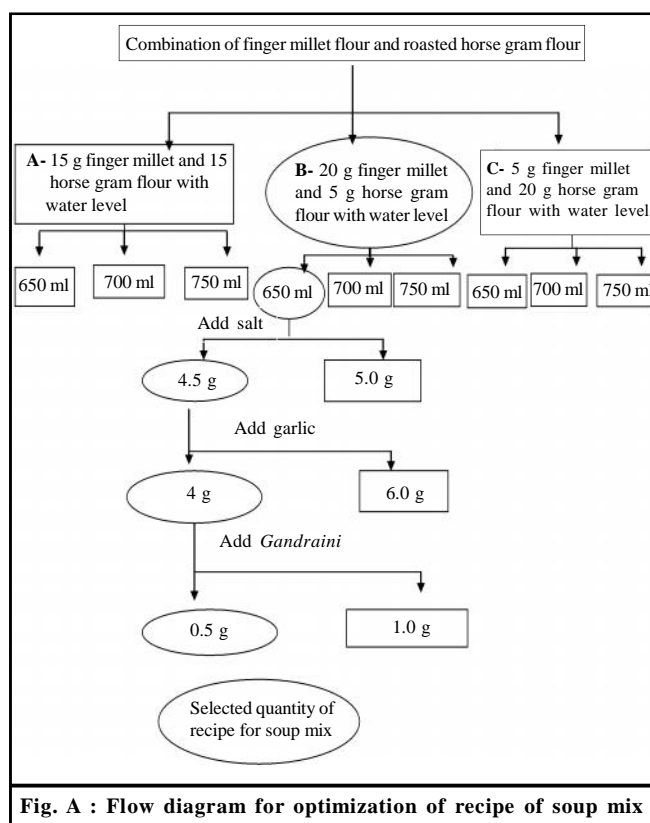 Combination of finger millet flour and roasted horse gram flour
A- 15 g finger millet and 15
horse gram flour with
water level
B- 20 g finger millet
and 5 g horse gram
flour with water level
C- 5 g finger millet
and 20 g horse gram
flour with water level
650 ml
700 ml
750 ml
650 ml
700 ml
750 ml
650 ml
700 ml
750 ml
Add salt
4.5 g
5.0 g
Add garlic
4 g
6.0 g
Add Gandraini
0.5 g
1.0 g
Selected quantity of
recipe for soup mix
Fig. A : Flow diagram for optimization of recipe of soup mix